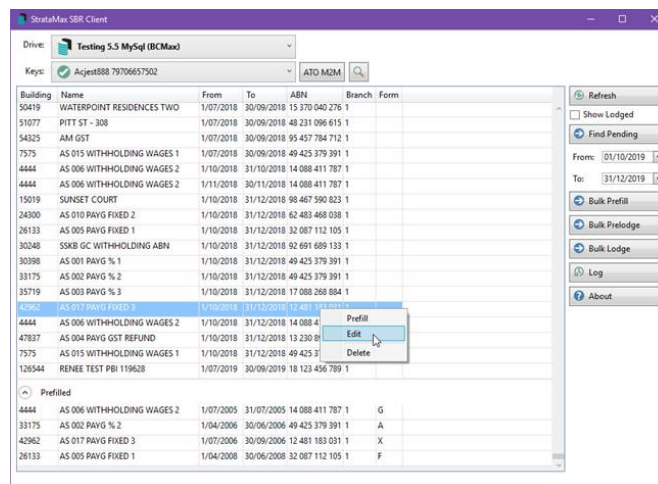 StrataMax SBR Client
Drive: Testing 5.5 MySql (BCMax)
Keys: Acjest888 79706657502 ATO M2M
Building Name From To ABN Branch Form
50419 WATERPOINT RESIDENCES TWO 1/07/2018 30/09/2018 15 370 040 276 1
51077 PITT ST - 308 1/07/2018 30/09/2018 48 231 096 615 1
54325 AM GST 1/07/2018 30/09/2018 95 457 784 712 1
7575 AS 015 WITHHOLDING WAGES 1 1/07/2018 30/09/2018 49 425 379 391 1
4444 AS 006 WITHHOLDING WAGES 2 1/10/2018 31/10/2018 14 088 411 787 1
4444 AS 006 WITHHOLDING WAGES 2 1/11/2018 30/11/2018 14 088 411 787 1
15019 SUNSET COURT 1/10/2018 31/12/2018 98 467 590 823 1
24300 AS 010 PAYG FIXED 2 1/10/2018 31/12/2018 62 483 468 038 1
26133 AS 005 PAYG FIXED 1 1/10/2018 31/12/2018 32 087 112 105 1
30248 SSKB GC WITHHOLDING ABN 1/10/2018 31/12/2018 92 691 689 133 1
30398 AS 001 PAYG % 1 1/10/2018 31/12/2018 49 425 379 391 1
33175 AS 002 PAYG % 2 1/10/2018 31/12/2018 49 425 379 391 1
35719 AS 003 PAYG % 3 1/10/2018 31/12/2018 17 088 268 884 1
42962 AS 017 PAYG FIXED 3 1/10/2018 31/12/2018 12 481 183 031 1
4444 AS 006 WITHHOLDING WAGES 2 1/10/2018 31/12/2018 14 088 4
47837 AS 004 PAYG GST REFUND 1/10/2018 31/12/2018 13 230
7575 AS 015 WITHHOLDING WAGES 1 1/10/2018 31/12/2018 49 425
126544 RENEE TEST PBI 119628 1/07/2019 30/09/2019 18 123 456 789 1
Prefill
Edit
Delete
Prefilled
4444 AS 006 WITHHOLDING WAGES 2 1/07/2005 31/07/2005 14 088 411 787 1 G
33175 AS 002 PAYG % 2 1/04/2006 30/06/2006 49 425 379 391 1 A
42962 AS 017 PAYG FIXED 3 1/07/2006 30/09/2006 12 481 183 031 1 X
26133 AS 005 PAYG FIXED 1 1/04/2008 30/06/2008 32 087 112 105 1 F
Refresh
Show Lodged
Find Pending
From: 01/10/2019
To: 31/12/2019
Bulk Prefill
Bulk Prelodge
Bulk Lodge
Log
About